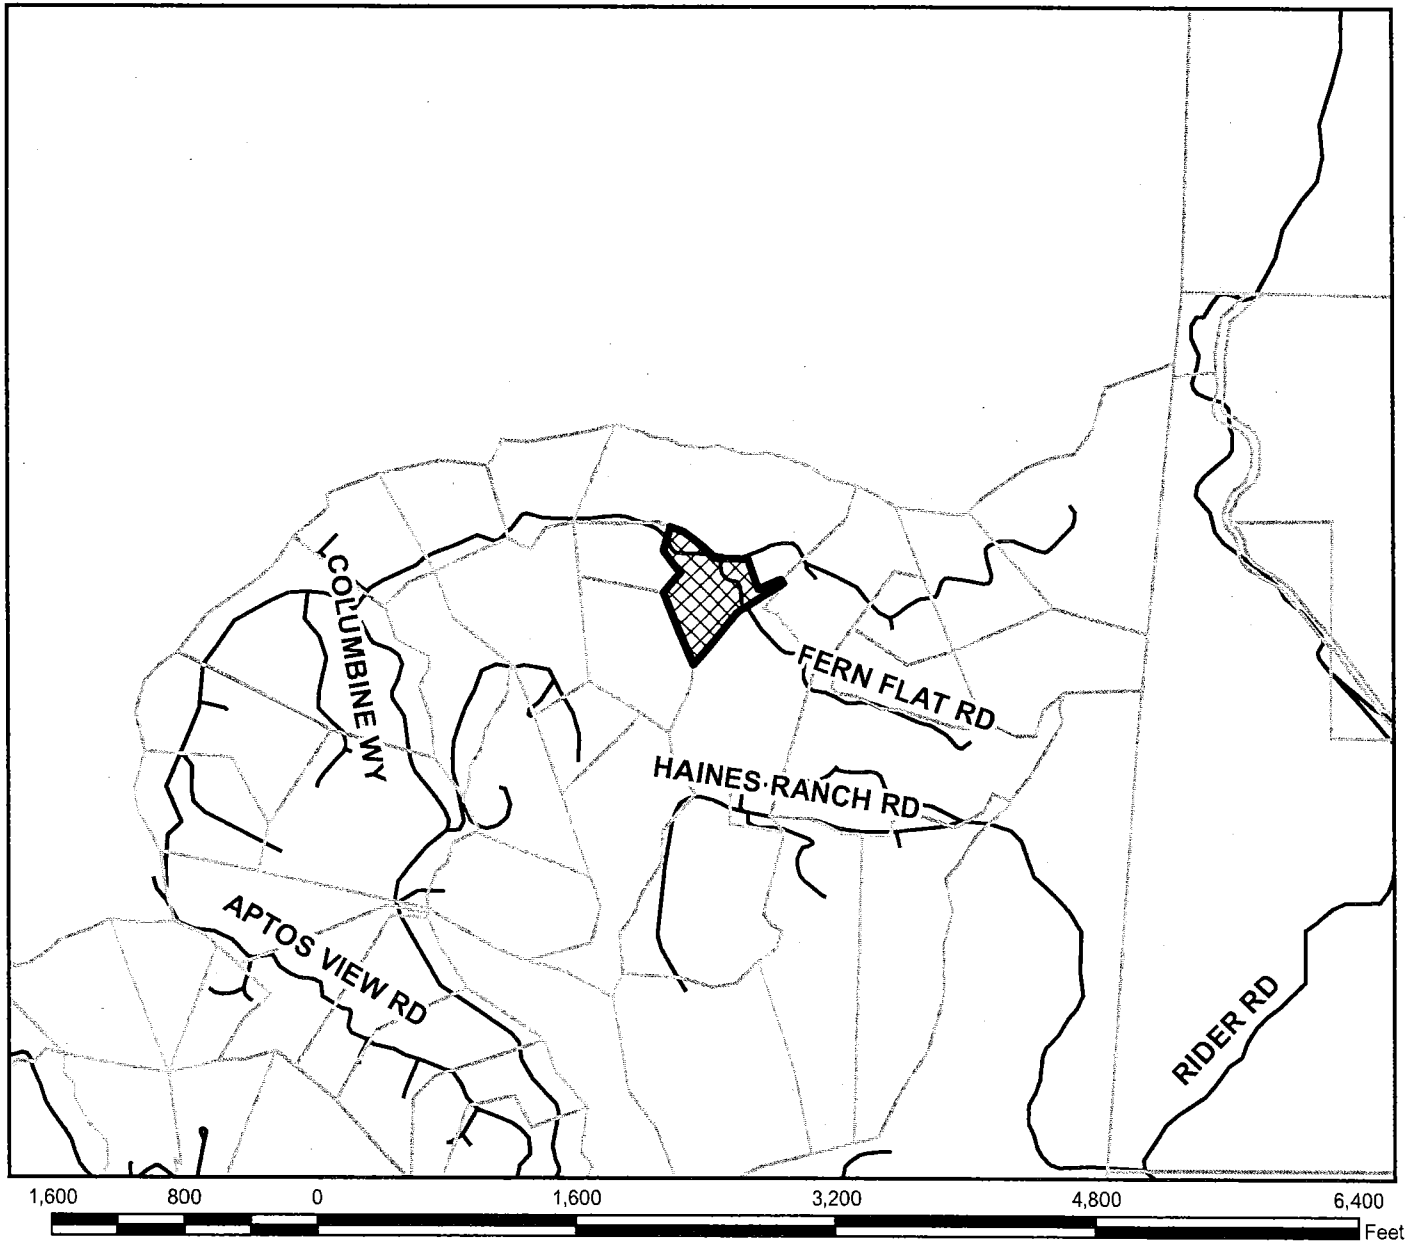 COLUMBINE WY
FERN FLAT RD
HAINES RANCH RD
APTOS VIEW RD
RIDER RD
1,600 800 0 1,600 3,200 4,800 6,400
Feet